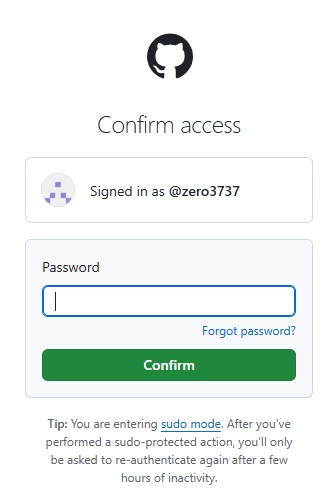 Confirm access
Signed in as @zero3737
Password
Forgot password?
Confirm
Tip: You are entering sudo mode. After you've
performed a sudo-protected action, you'll only
be asked to re-authenticate again after a few
hours of inactivity.